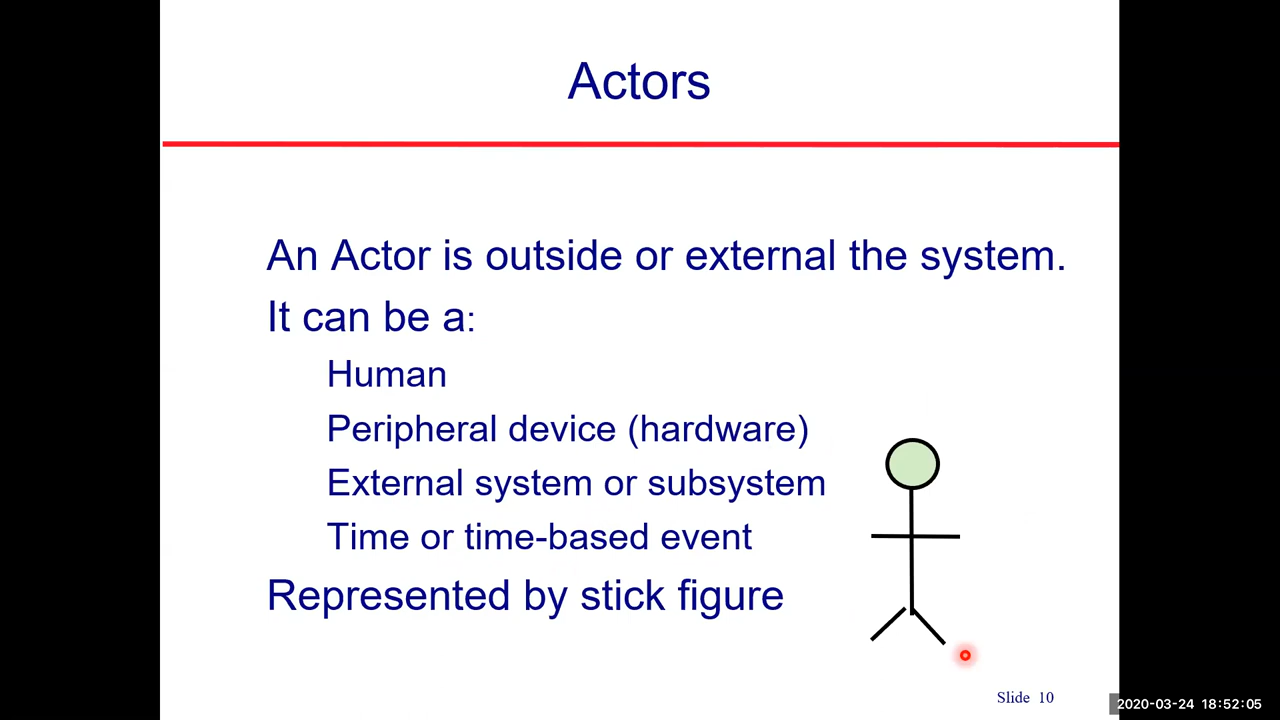 Actors
An Actor is outside or external the system.
It can be a:
Human
Peripheral device (hardware)
External system or subsystem
Time or time-based event
Represented by stick figure
Slide 10
2020-03-24 18:52:05